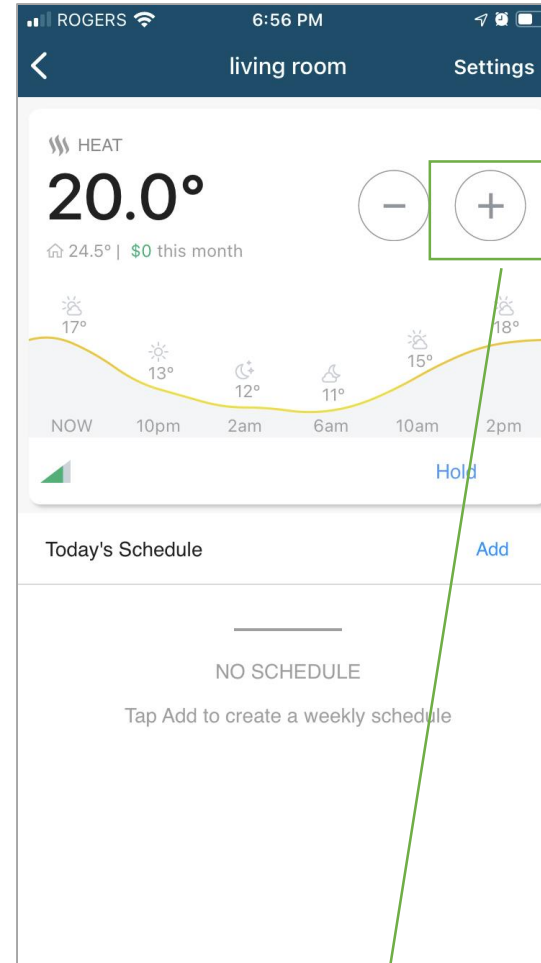 ROGERS 6:56 PM
living room Settings
HEAT
20.0°
24.5° | $0 this month
17° 13° 12° 11° 15° 18°
NOW 10pm 2am 6am 10am 2pm
Hold
Today's Schedule Add
NO SCHEDULE
Tap Add to create a weekly schedule